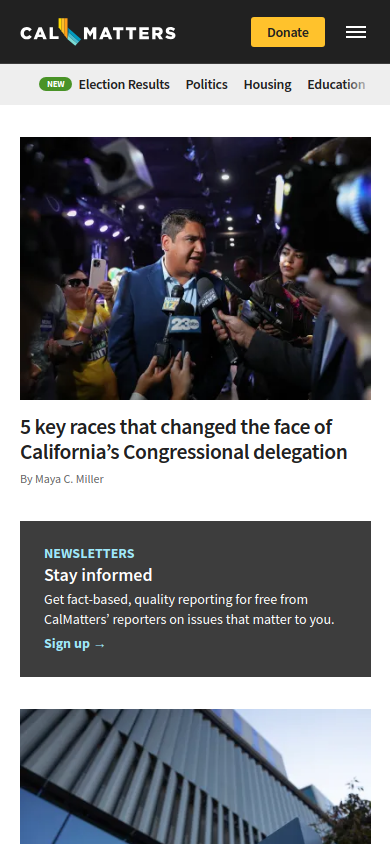 CALMATTERS
Donate
NEW Election Results Politics Housing Education
23
5 key races that changed the face of
California’s Congressional delegation
By Maya C. Miller
NEWSLETTERS
Stay informed
Get fact-based, quality reporting for free from
CalMatters’ reporters on issues that matter to you.
Sign up →